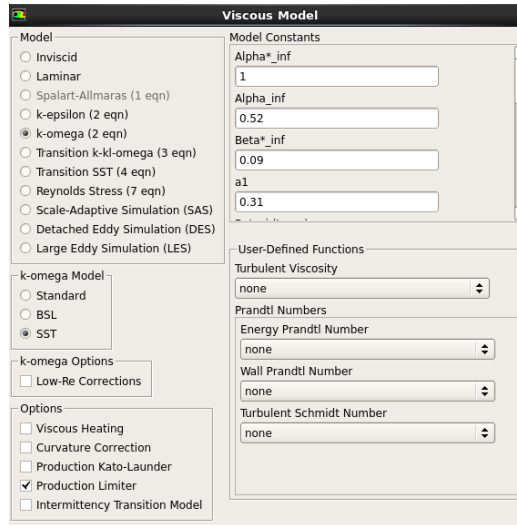 Viscous Model
Model
Inviscid
Laminar
Spalart-Allmaras (1 eqn)
k-epsilon (2 eqn)
k-omega (2 eqn)
Transition k-kl-omega (3 eqn)
Transition SST (4 eqn)
Reynolds Stress (7 eqn)
Scale-Adaptive Simulation (SAS)
Detached Eddy Simulation (DES)
Large Eddy Simulation (LES)
k-omega Model
Standard
BSL
SST
k-omega Options
Low-Re Corrections
Options
Viscous Heating
Curvature Correction
Production Kato-Launder
Production Limiter
Intermittency Transition Model
Model Constants
Alpha*_inf
1
Alpha_inf
0.52
Beta*_inf
0.09
a1
0.31
User-Defined Functions
Turbulent Viscosity
none
Prandtl Numbers
Energy Prandtl Number
none
Wall Prandtl Number
none
Turbulent Schmidt Number
none